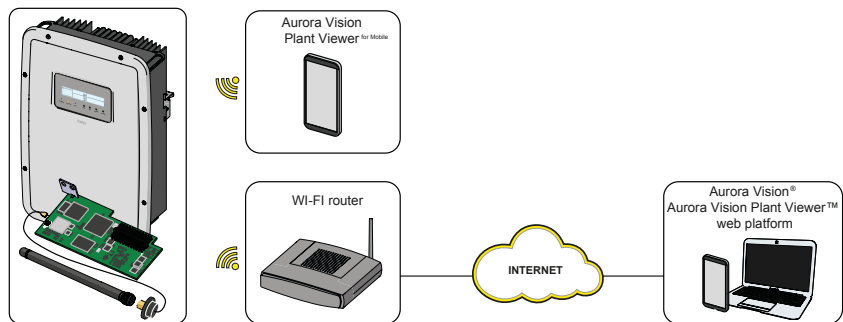 Aurora Vision
Plant Viewer for Mobile
WI-FI router
INTERNET
Aurora Vision®
Aurora Vision Plant Viewer™
web platform